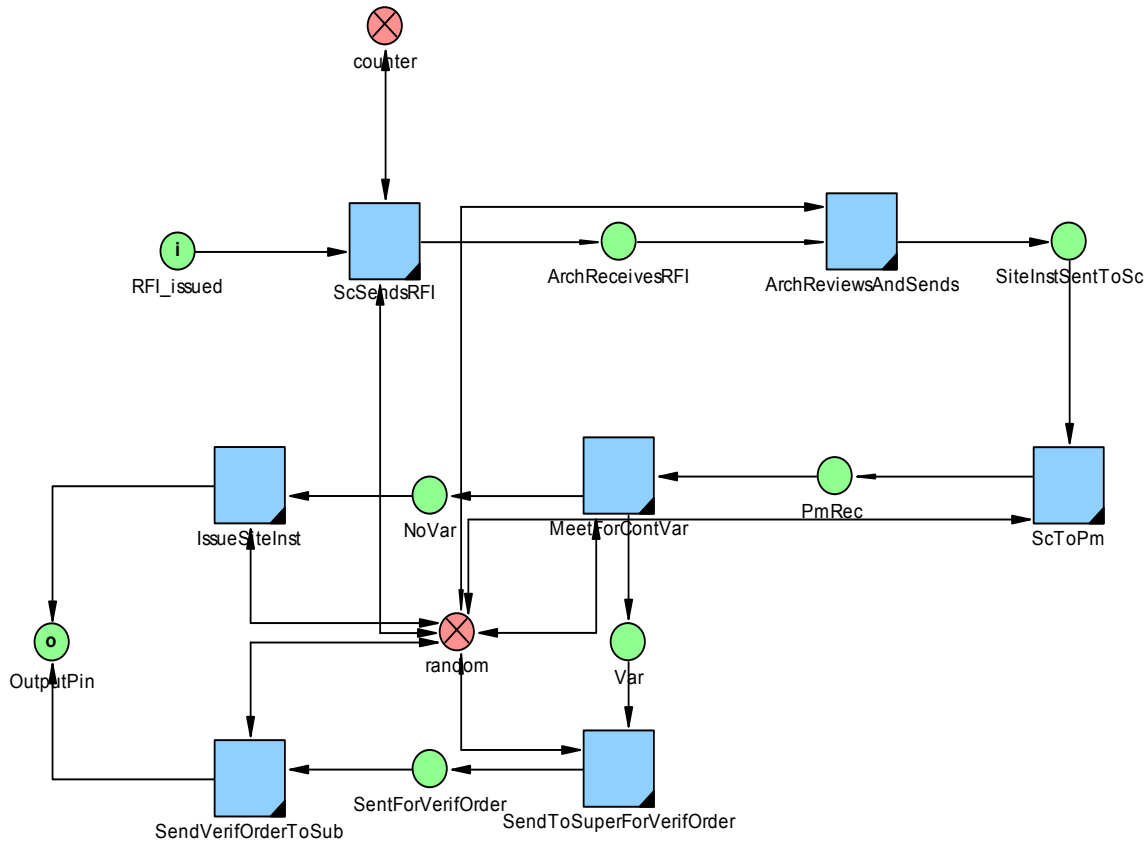 counter
i
RFI_issued
ScSendsRFI
ArchReceivesRFI
ArchReviewsAndSends
SiteInstSentToSc
IssueSiteInst
NoVar
MeetForContVar
PmRec
ScToPm
o
OutputPin
random
Var
SendVerifOrderToSub
SentForVerifOrder
SendToSuperForVerifOrder